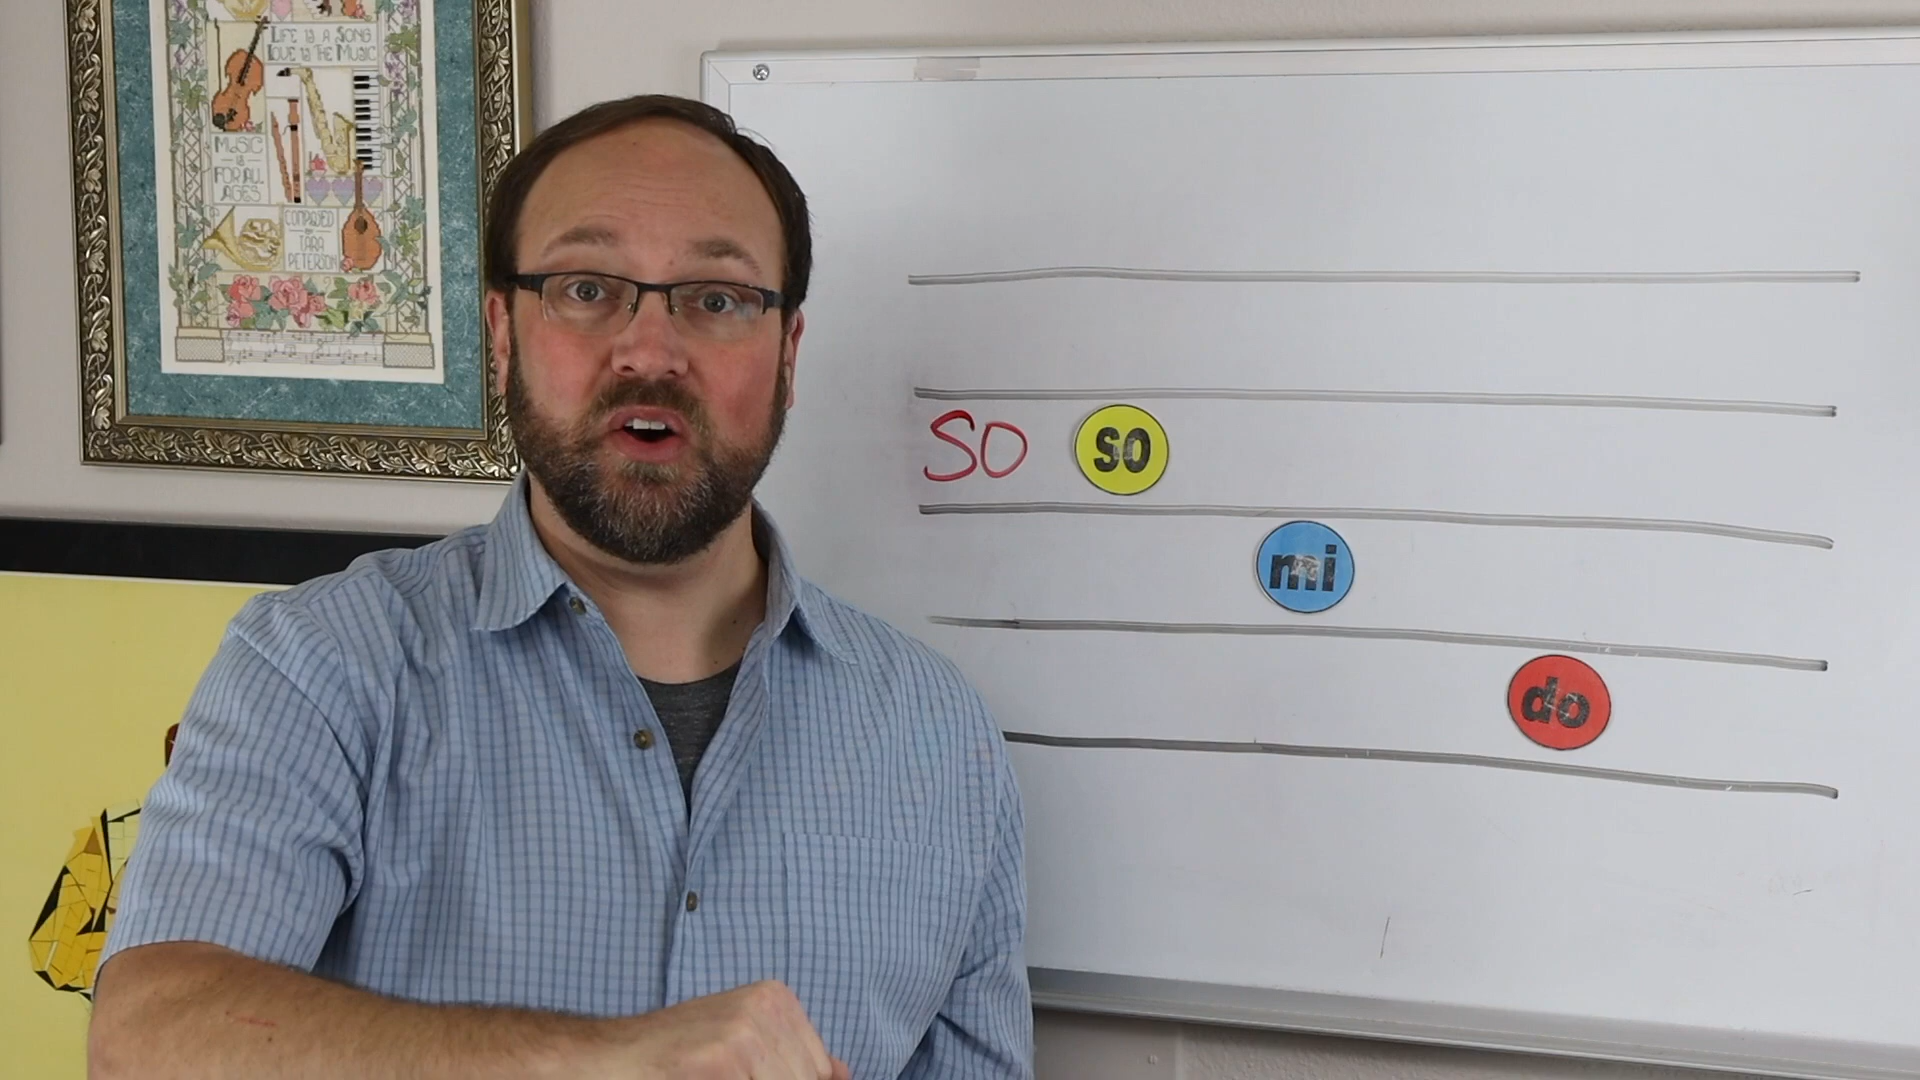 LIFE IS A SONG
LOVE IS THE MUSIC
MUSIC
IS
FOR ALL
AGES
COMPOSED
BY
TARA
PETERSON
SO
so
mi
do